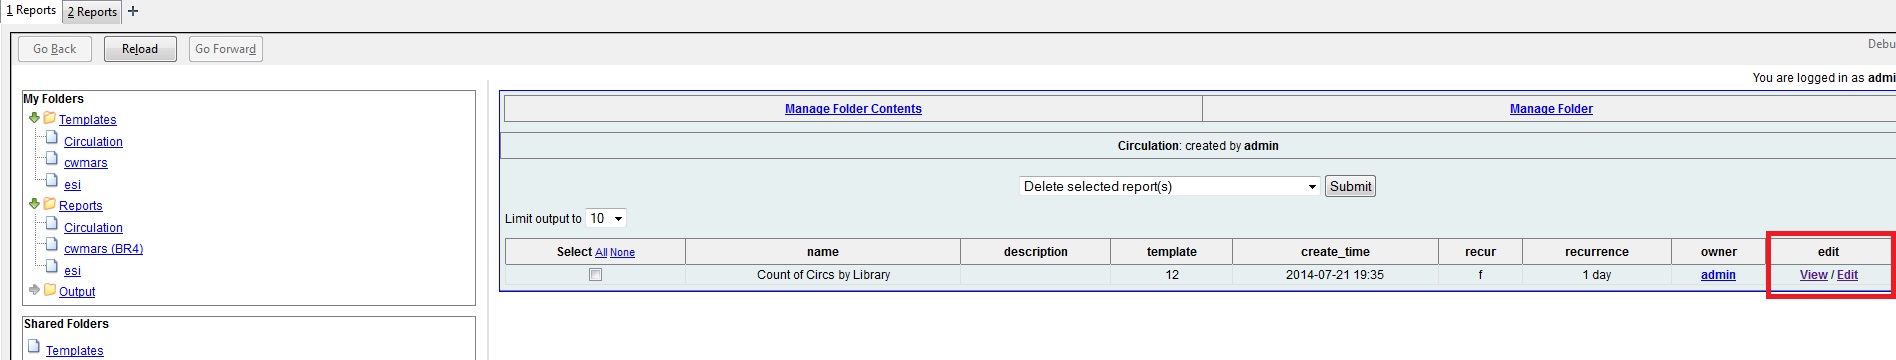 1 Reports 2 Reports +
Go Back Reload Go Forward Debu
You are logged in as admi
My Folders
Templates
Circulation
cwmars
esi
Reports
Circulation
cwmars (BR4)
esi
Output
Shared Folders
Templates
Manage Folder Contents Manage Folder
Circulation: created by admin
Delete selected report(s) Submit
Limit output to 10
Select All None name description template create_time recur recurrence owner edit
Count of Circs by Library 12 2014-07-21 19:35 f 1 day admin View / Edit